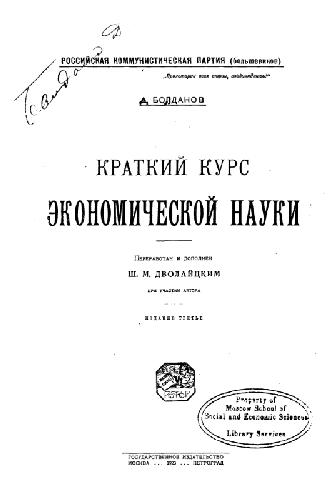 РОССИЙСКАЯ КОММУНИСТИЧЕСКАЯ ПАРТИЯ (большевиков)
„Пролетарии всех стран, соединяйтесь!"
А. БОГДАНОВ
КРАТКИЙ КУРС
ЭКОНОМИЧЕСКОЙ НАУКИ
Переработан и дополнен
Ш. М. ДВОЛАЙЦКИМ
при участии автора
ИЗДАНИЕ ТРЕТЬЕ
Property of
Moscow School of
Social and Economic Sciences
Library Services
ГОСУДАРСТВЕННОЕ ИЗДАТЕЛЬСТВО
МОСКВА ... ПЕТРОГРАД